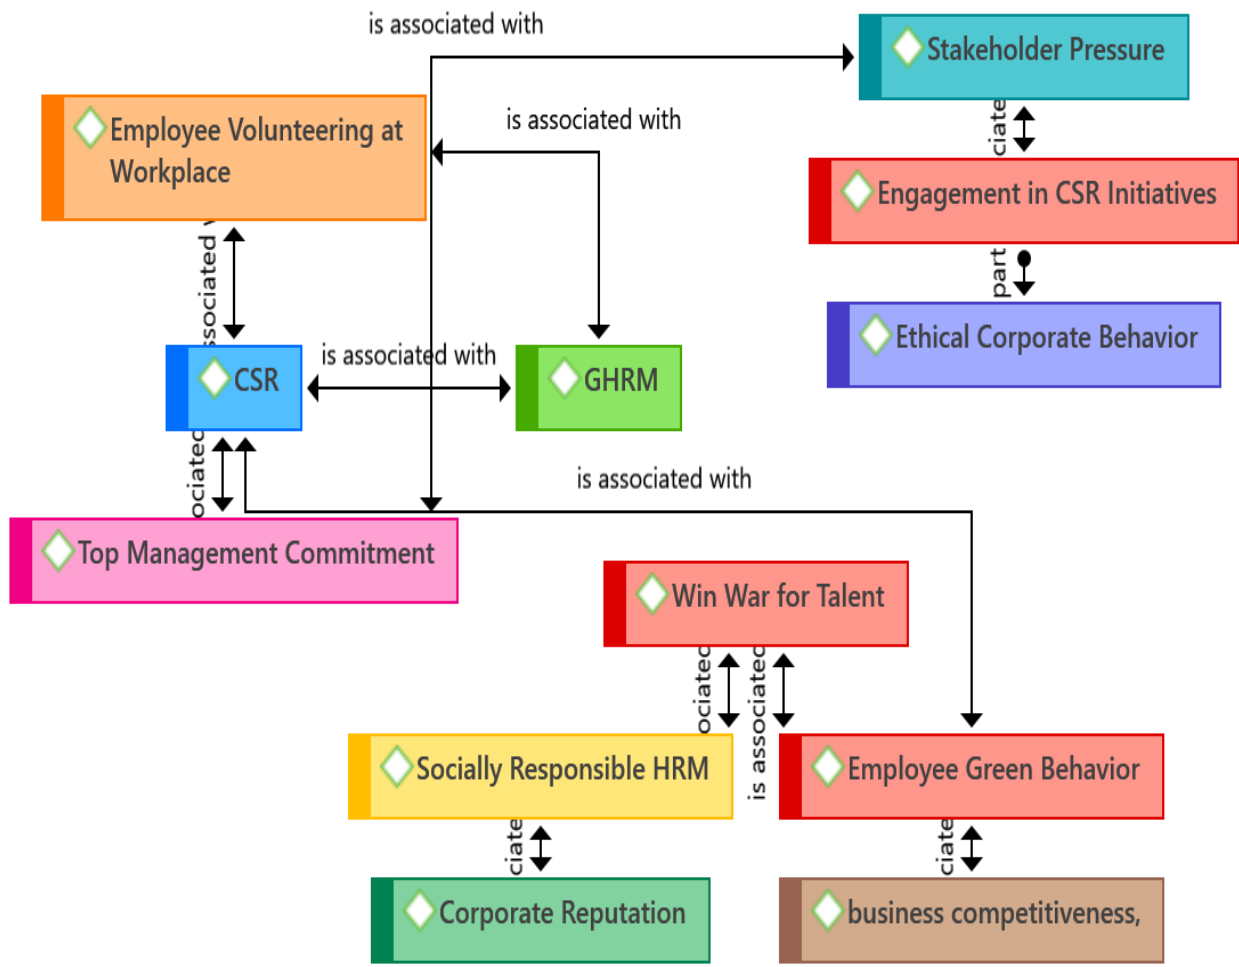 is associated with
Stakeholder Pressure
Employee Volunteering at
Workplace
is associated with
ciate
Engagement in CSR Initiatives
ssociated
part
Ethical Corporate Behavior
is associated with
CSR
GHRM
ociated
is associated with
Top Management Commitment
Win War for Talent
ociated
is associated
Socially Responsible HRM
Employee Green Behavior
ciate
ciate
Corporate Reputation
business competitiveness,